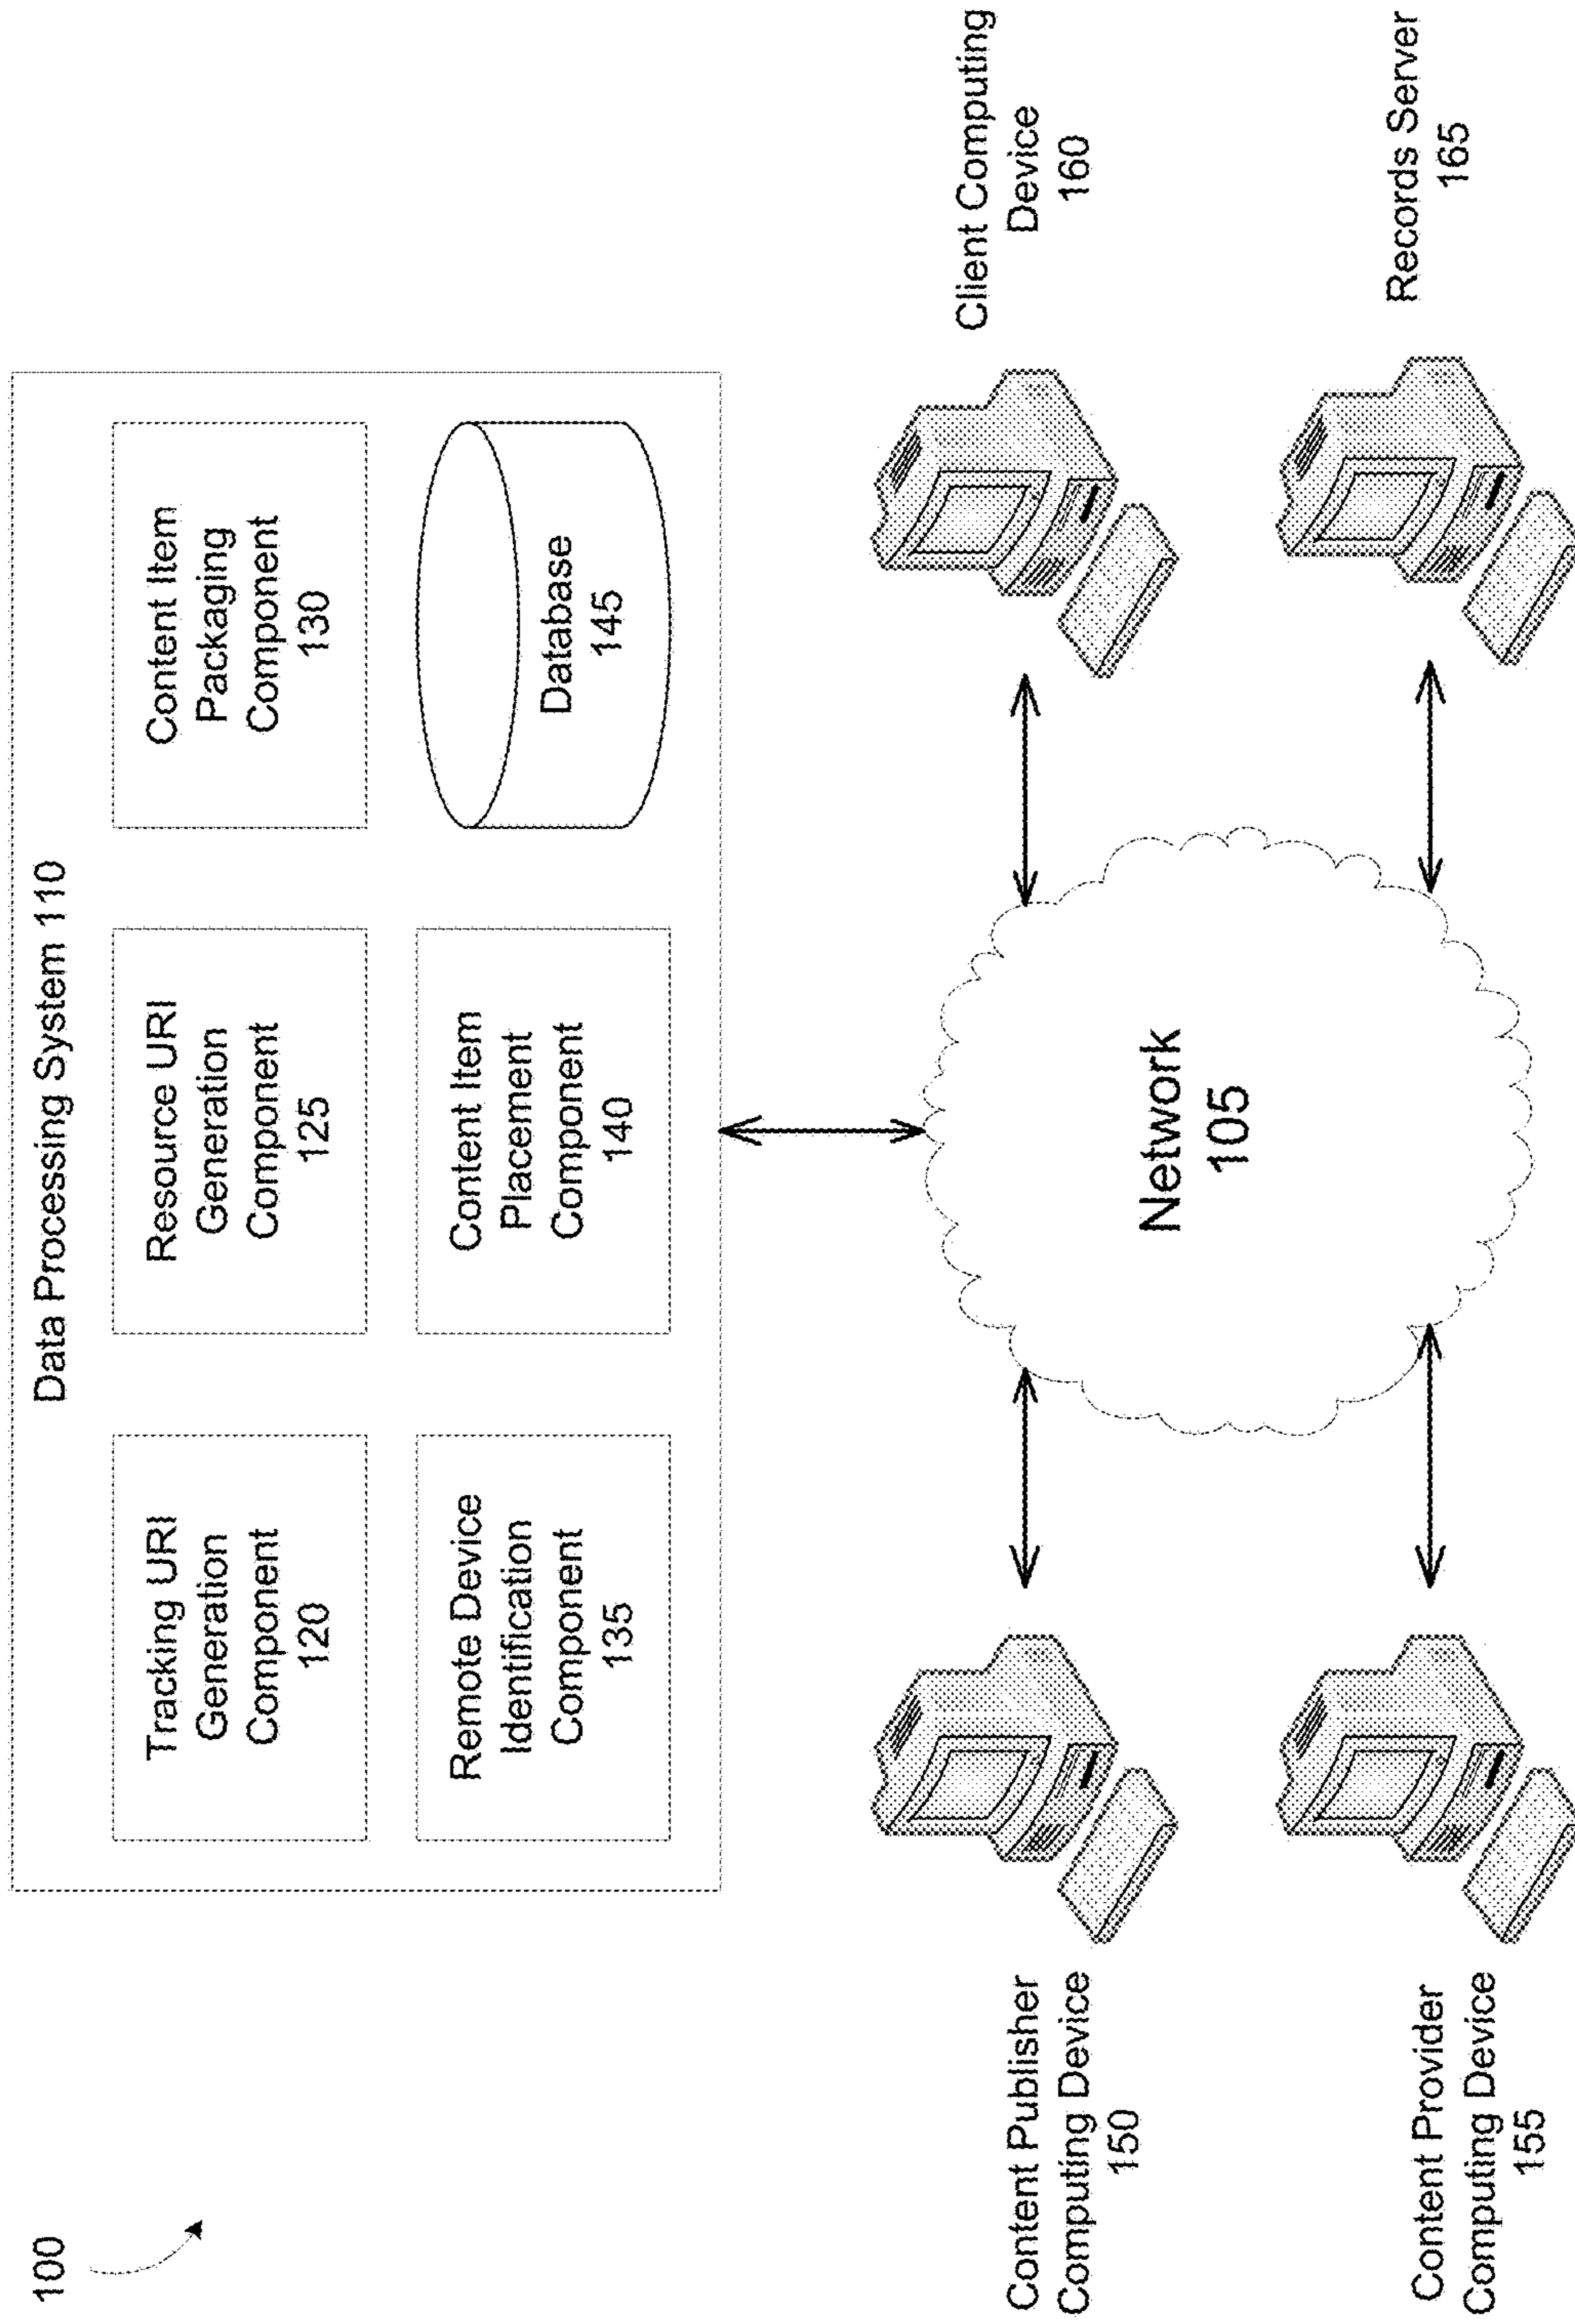 100
Data Processing System 110
Tracking URI
Generation
Component
120
Resource URI
Generation
Component
125
Content Item
Packaging
Component
130
Remote Device
Identification
Component
135
Content Item
Placement
Component
140
Database
145
Content Publisher
Computing Device
150
Client Computing
Device
160
Network
105
Content Provider
Computing Device
155
Records Server
165